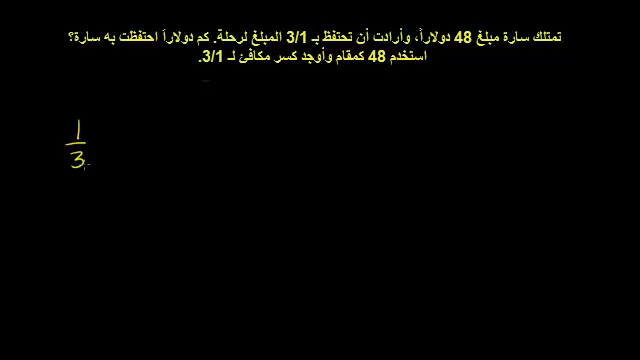 تمتلك سارة مبلغ 48 دولاراً، وأرادت أن تحتفظ بـ 3/1 المبلغ لرحلة. كم دولاراً احتفظت به سارة؟
استخدم 48 كمقام وأوجد كسر مكافئ لـ 3/1.
1
3